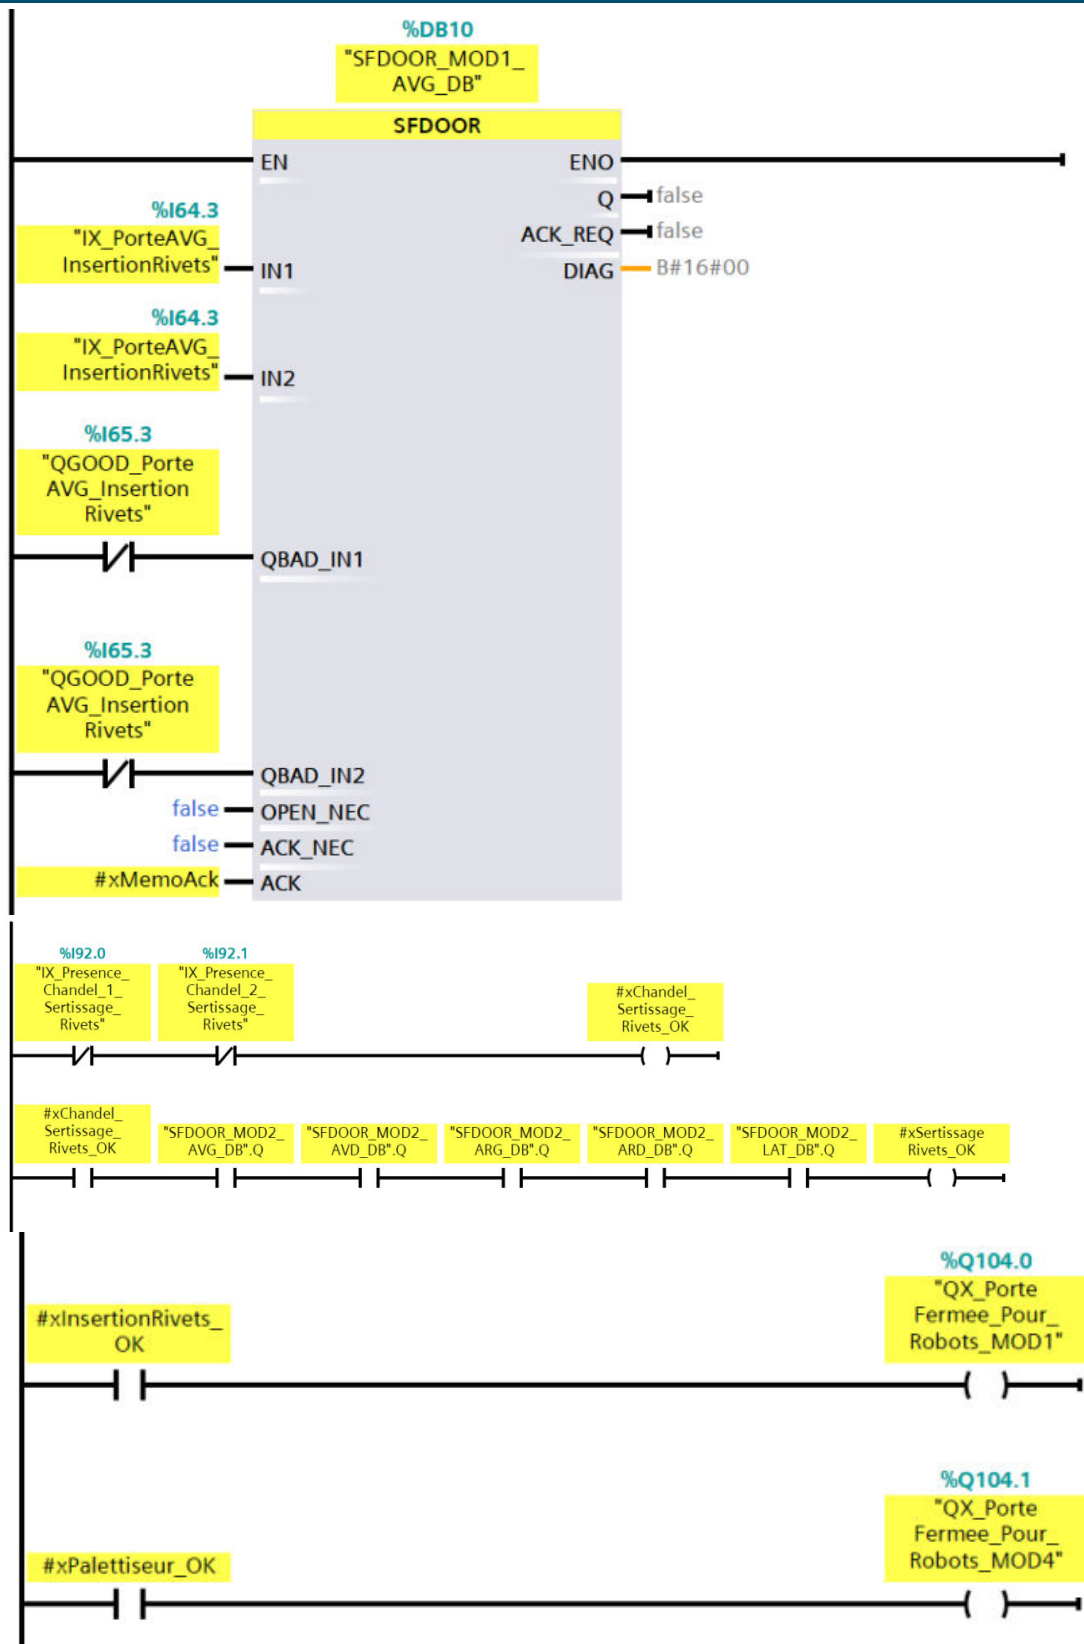 %DB10
"SFDOOR_MOD1_
AVG_DB"
SFDOOR
EN
ENO
Q
false
%I64.3
"IX_PorteAVG_
InsertionRivets"
IN1
ACK_REQ
false
DIAG
B#16#00
%I64.3
"IX_PorteAVG_
InsertionRivets"
IN2
%I65.3
"QGOOD_Porte
AVG_Insertion
Rivets"
QBAD_IN1
%I65.3
"QGOOD_Porte
AVG_Insertion
Rivets"
QBAD_IN2
false
OPEN_NEC
false
ACK_NEC
#xMemoAck
ACK
%I92.0
"IX_Presence_
Chandel_1_
Sertissage_
Rivets"
%I92.1
"IX_Presence_
Chandel_2_
Sertissage_
Rivets"
#xChandel_
Sertissage_
Rivets_OK
#xChandel_
Sertissage_
Rivets_OK
"SFDOOR_MOD2_
AVG_DB".Q
"SFDOOR_MOD2_
AVD_DB".Q
"SFDOOR_MOD2_
ARG_DB".Q
"SFDOOR_MOD2_
ARD_DB".Q
"SFDOOR_MOD2_
LAT_DB".Q
#xSertissage
Rivets_OK
#xInsertionRivets_
OK
%Q104.0
"QX_Porte
Fermee_Pour_
Robots_MOD1"
#xPalettiseur_OK
%Q104.1
"QX_Porte
Fermee_Pour_
Robots_MOD4"